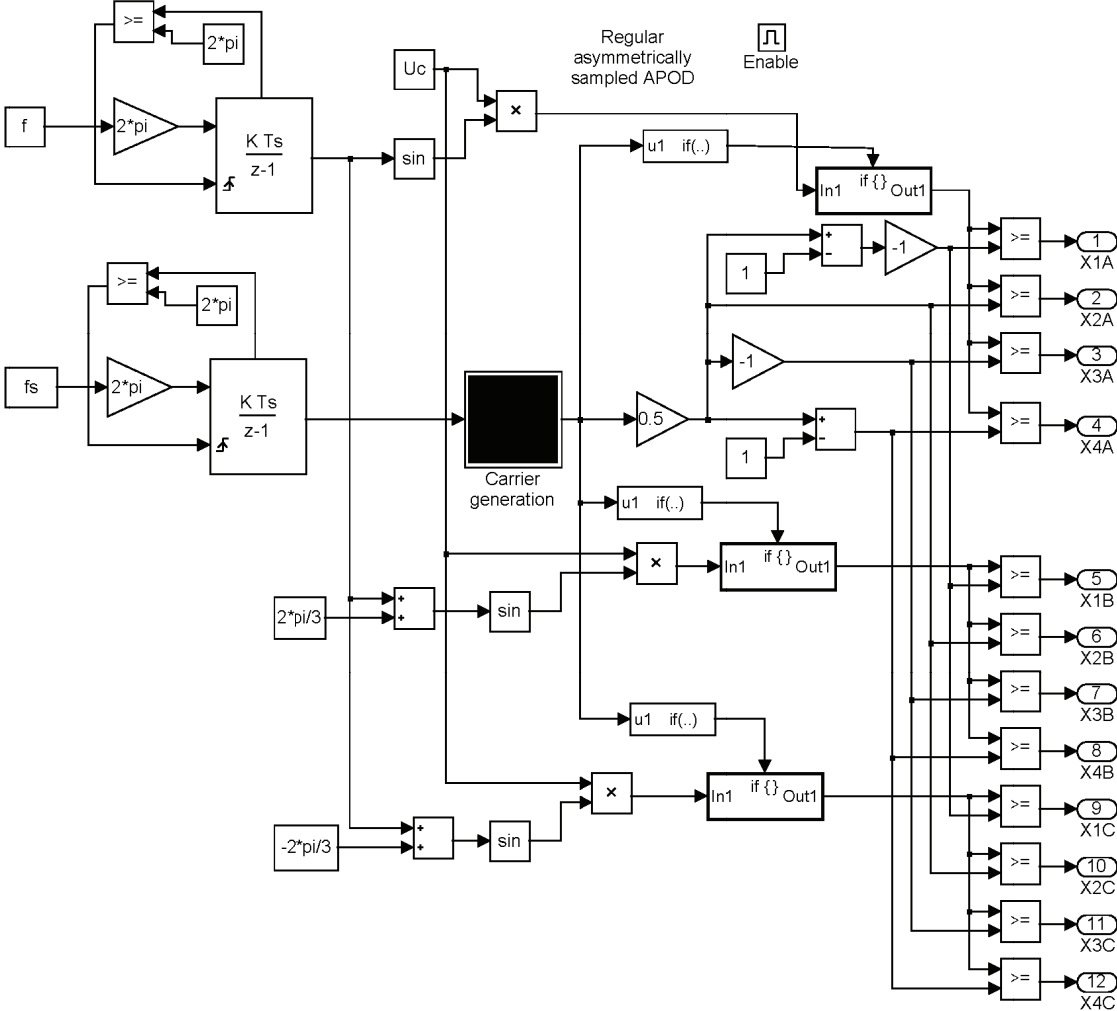 >=
2*pi
f
2*pi
K Ts
z-1
Uc
sin
×
Regular
asymmetrically
sampled APOD
Enable
u1 if(..)
In1 if { } Out1
+
−
1
-1
>=
1
X1A
>=
2
X2A
>=
3
X3A
>=
4
X4A
>=
2*pi
fs
2*pi
K Ts
z-1
Carrier
generation
0.5
-1
+
−
1
u1 if(..)
×
In1 if { } Out1
2*pi/3
+
+
sin
>=
5
X1B
>=
6
X2B
>=
7
X3B
>=
8
X4B
u1 if(..)
×
In1 if { } Out1
-2*pi/3
+
+
sin
>=
9
X1C
>=
10
X2C
>=
11
X3C
>=
12
X4C